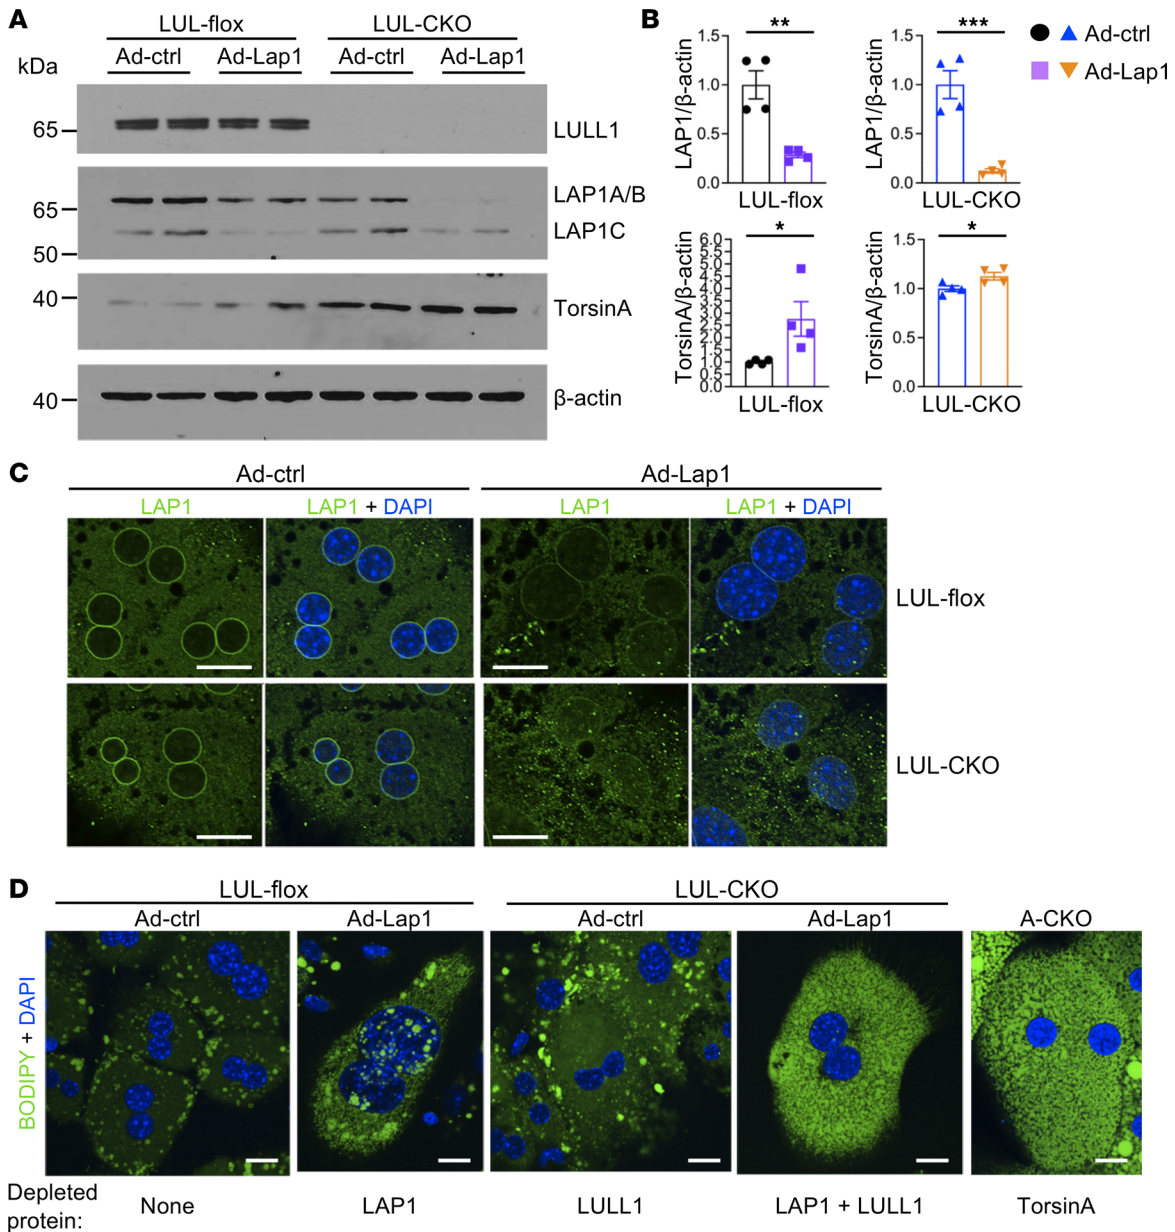 A
LUL-flox LUL-CKO
Ad-ctrl Ad-Lap1 Ad-ctrl Ad-Lap1
kDa
65
LULL1
65
LAP1A/B
LAP1C
50
40
TorsinA
40
β-actin
B
** ***
Ad-ctrl
Ad-Lap1
LAP1/β-actin
1.5
1.0
0.5
0.0
LUL-flox
LAP1/β-actin
1.5
1.0
0.5
0.0
LUL-CKO
*
TorsinA/β-actin
6.0
5.5
5.0
4.5
4.0
3.5
3.0
2.5
2.0
1.5
1.0
0.5
0.0
LUL-flox
*
TorsinA/β-actin
1.5
1.0
0.5
0.0
LUL-CKO
C
Ad-ctrl Ad-Lap1
LAP1 LAP1 + DAPI LAP1 LAP1 + DAPI
LUL-flox
LUL-CKO
D
LUL-flox LUL-CKO
Ad-ctrl Ad-Lap1 Ad-ctrl Ad-Lap1 A-CKO
BODIPY + DAPI
Depleted
protein:
None LAP1 LULL1 LAP1 + LULL1 TorsinA